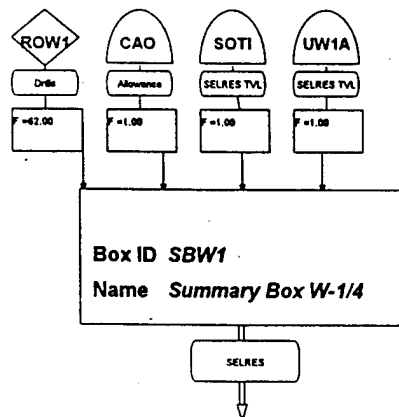 ROW1 CAO SOTI UW1A
Drills Allowance SELRES TVL SELRES TVL
F =62.00 F =1.00 F =1.00 F =1.00
Box ID SBW1
Name Summary Box W-1/4
SELRES